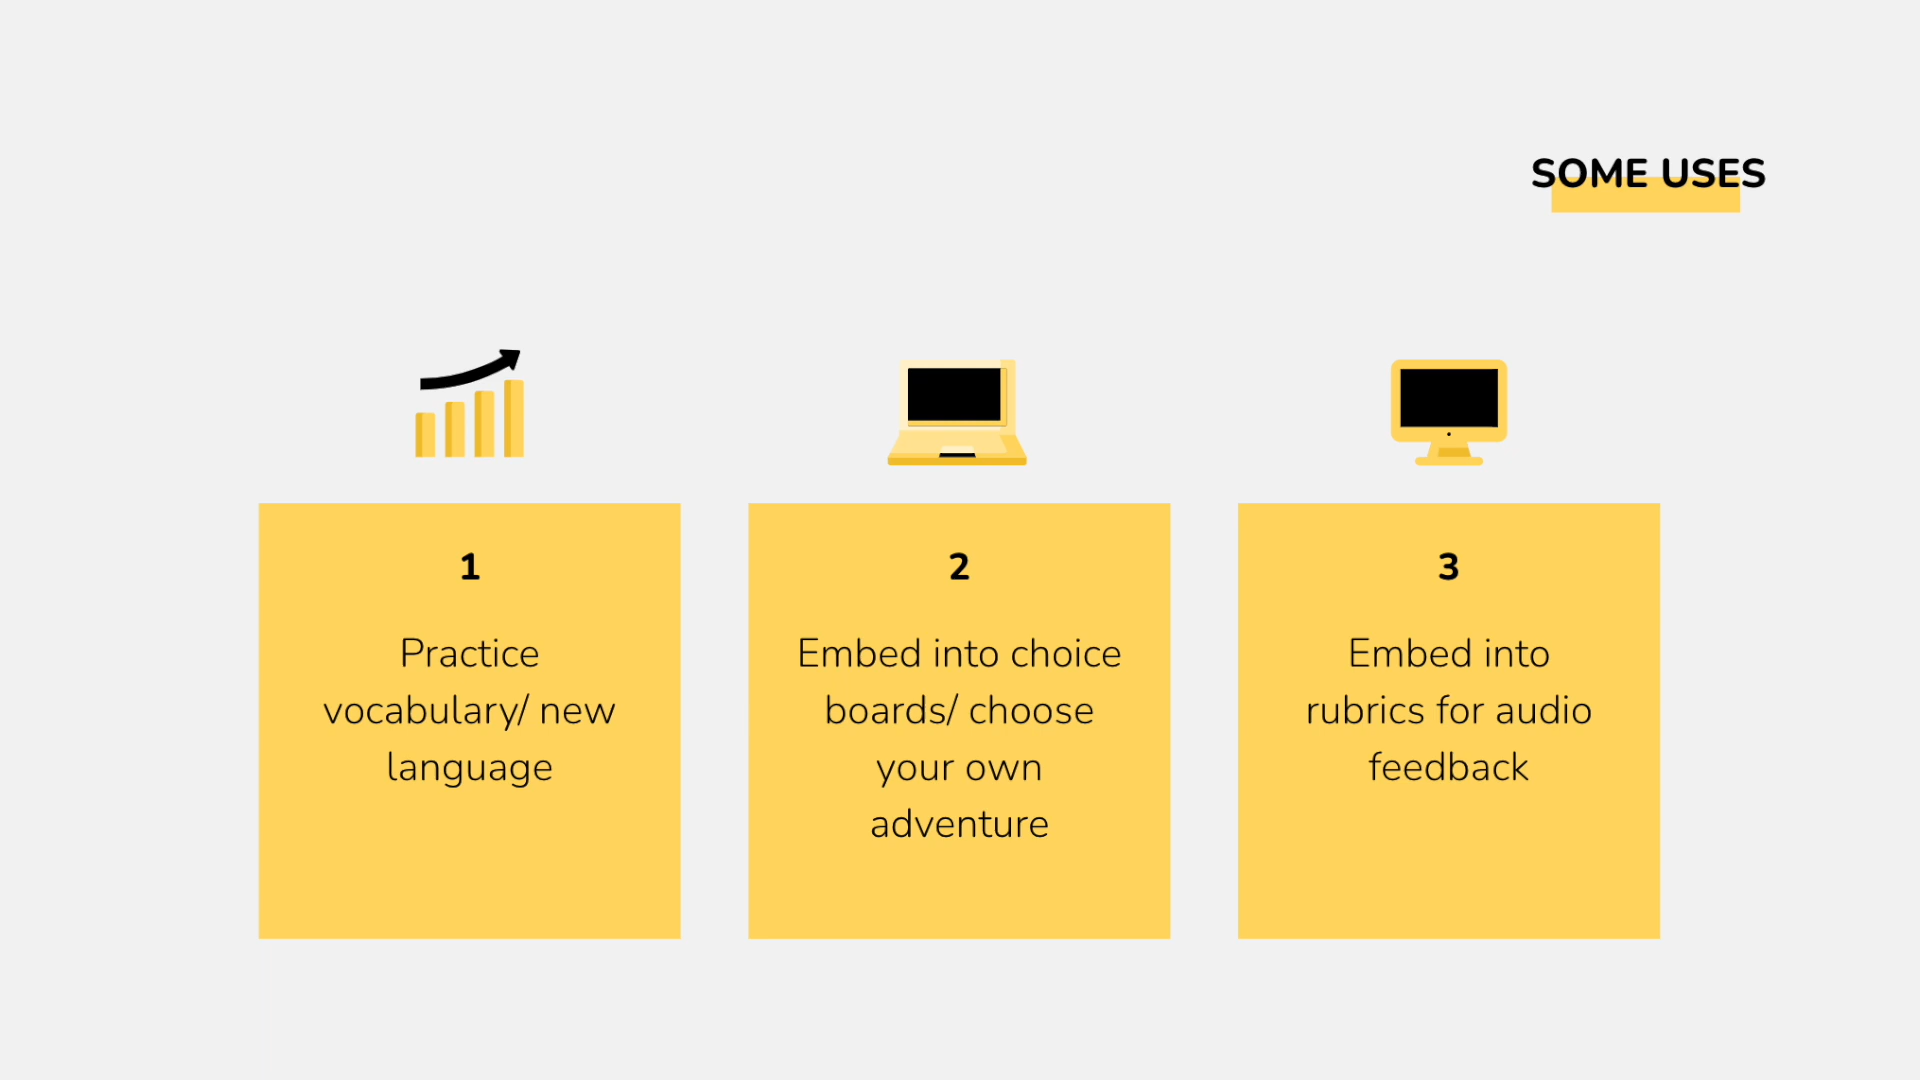 SOME USES
1
Practice
vocabulary/ new
language
2
Embed into choice
boards/ choose
your own
adventure
3
Embed into
rubrics for audio
feedback